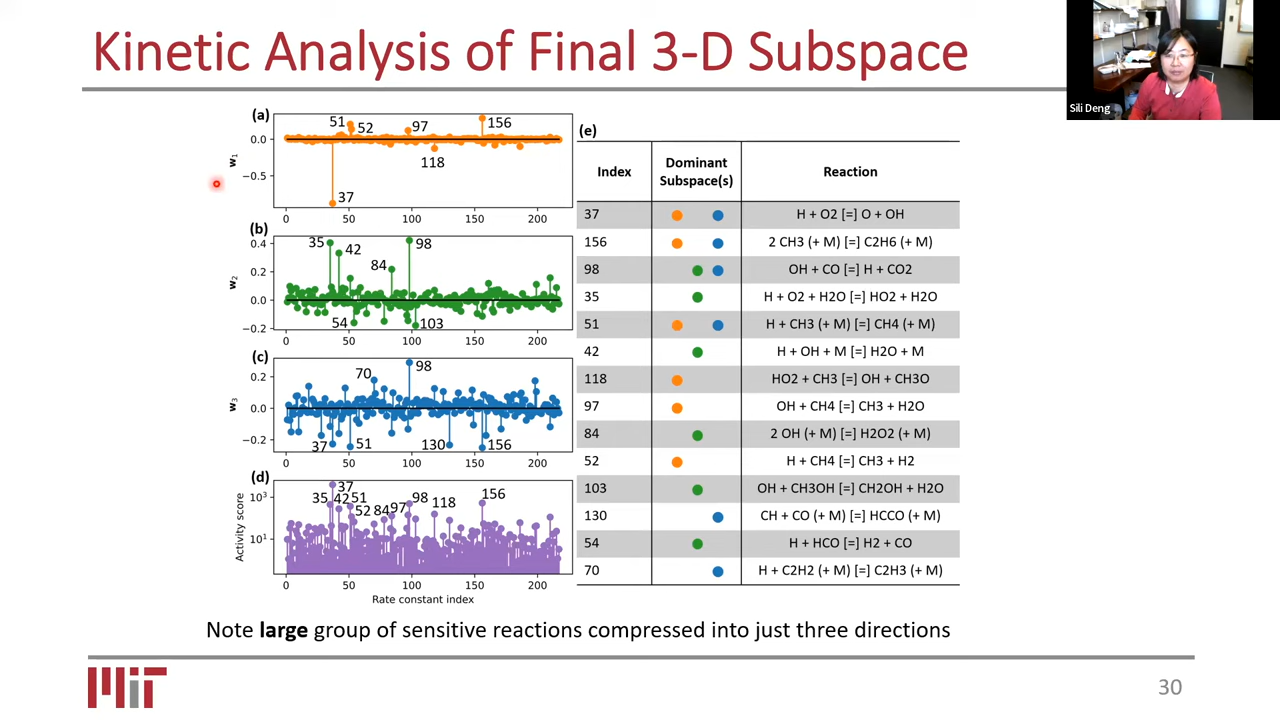 Kinetic Analysis of Final 3-D Subspace
Sili Deng
(a)
w1
0.0
−0.5
51
52
97
156
118
37
0 50 100 150 200
(b)
w2
0.4
0.2
0.0
−0.2
35
42
98
84
54
103
0 50 100 150 200
(c)
w3
0.2
0.0
−0.2
70
98
37
51
130
156
0 50 100 150 200
(d)
Activity score
10^3
10^1
37
35 42 51
52 84 97
98
118
156
0 50 100 150 200
Rate constant index
(e)
Index Dominant Subspace(s) Reaction
37 H + O2 [=] O + OH
156 2 CH3 (+ M) [=] C2H6 (+ M)
98 OH + CO [=] H + CO2
35 H + O2 + H2O [=] HO2 + H2O
51 H + CH3 (+ M) [=] CH4 (+ M)
42 H + OH + M [=] H2O + M
118 HO2 + CH3 [=] OH + CH3O
97 OH + CH4 [=] CH3 + H2O
84 2 OH (+ M) [=] H2O2 (+ M)
52 H + CH4 [=] CH3 + H2
103 OH + CH3OH [=] CH2OH + H2O
130 CH + CO (+ M) [=] HCCO (+ M)
54 H + HCO [=] H2 + CO
70 H + C2H2 (+ M) [=] C2H3 (+ M)
Note large group of sensitive reactions compressed into just three directions
MIT
30